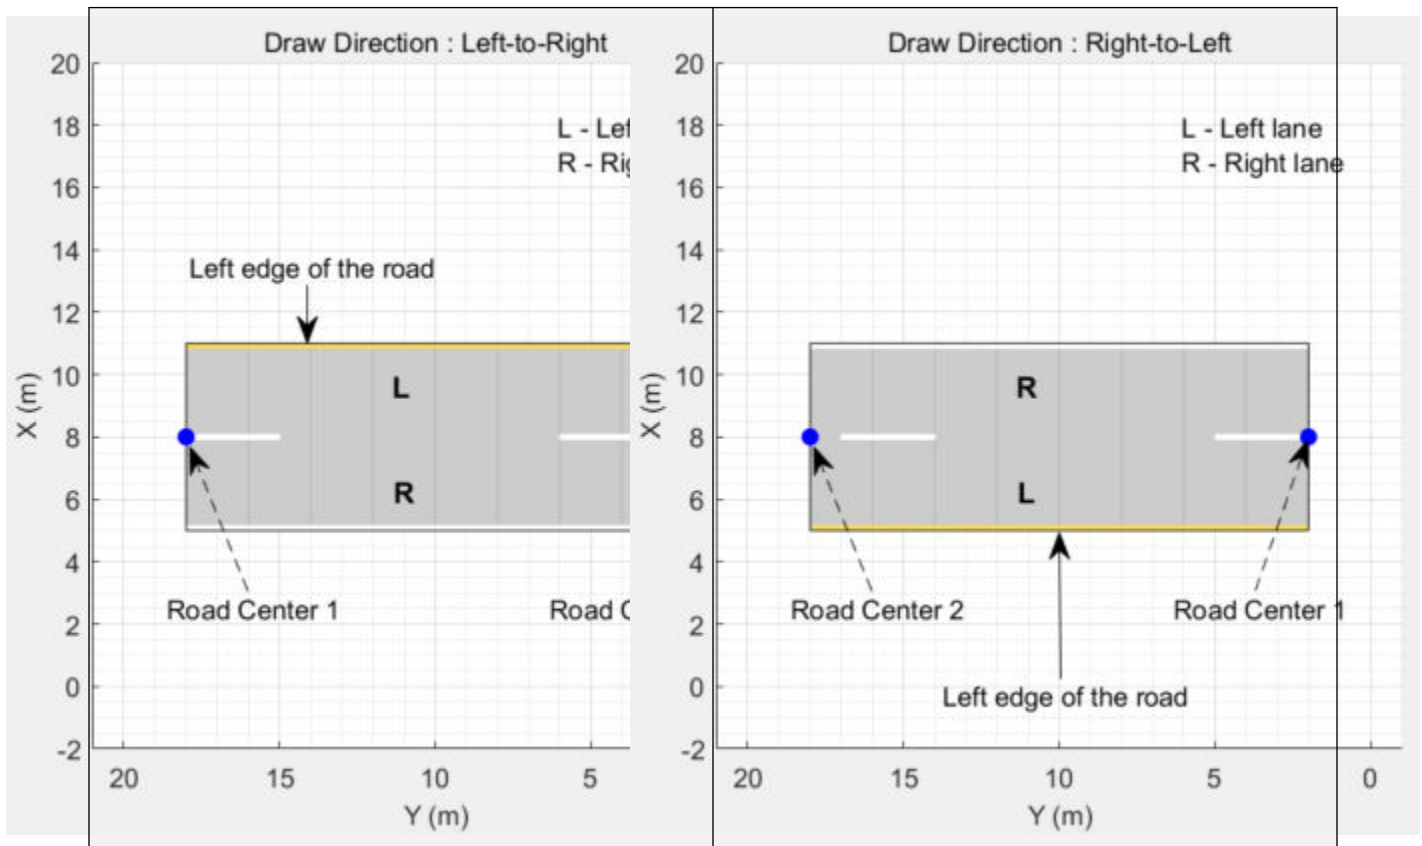 Draw Direction : Left-to-Right
20
18
16
14
12
10
8
6
4
2
0
-2
X (m)
L - Lef
R - Rig
Left edge of the road
L
R
Road Center 1
Road C
20
15
10
5
Y (m)
Draw Direction : Right-to-Left
20
18
16
14
12
10
8
6
4
2
0
-2
X (m)
L - Left lane
R - Right lane
R
L
Road Center 2
Road Center 1
Left edge of the road
20
15
10
5
0
Y (m)